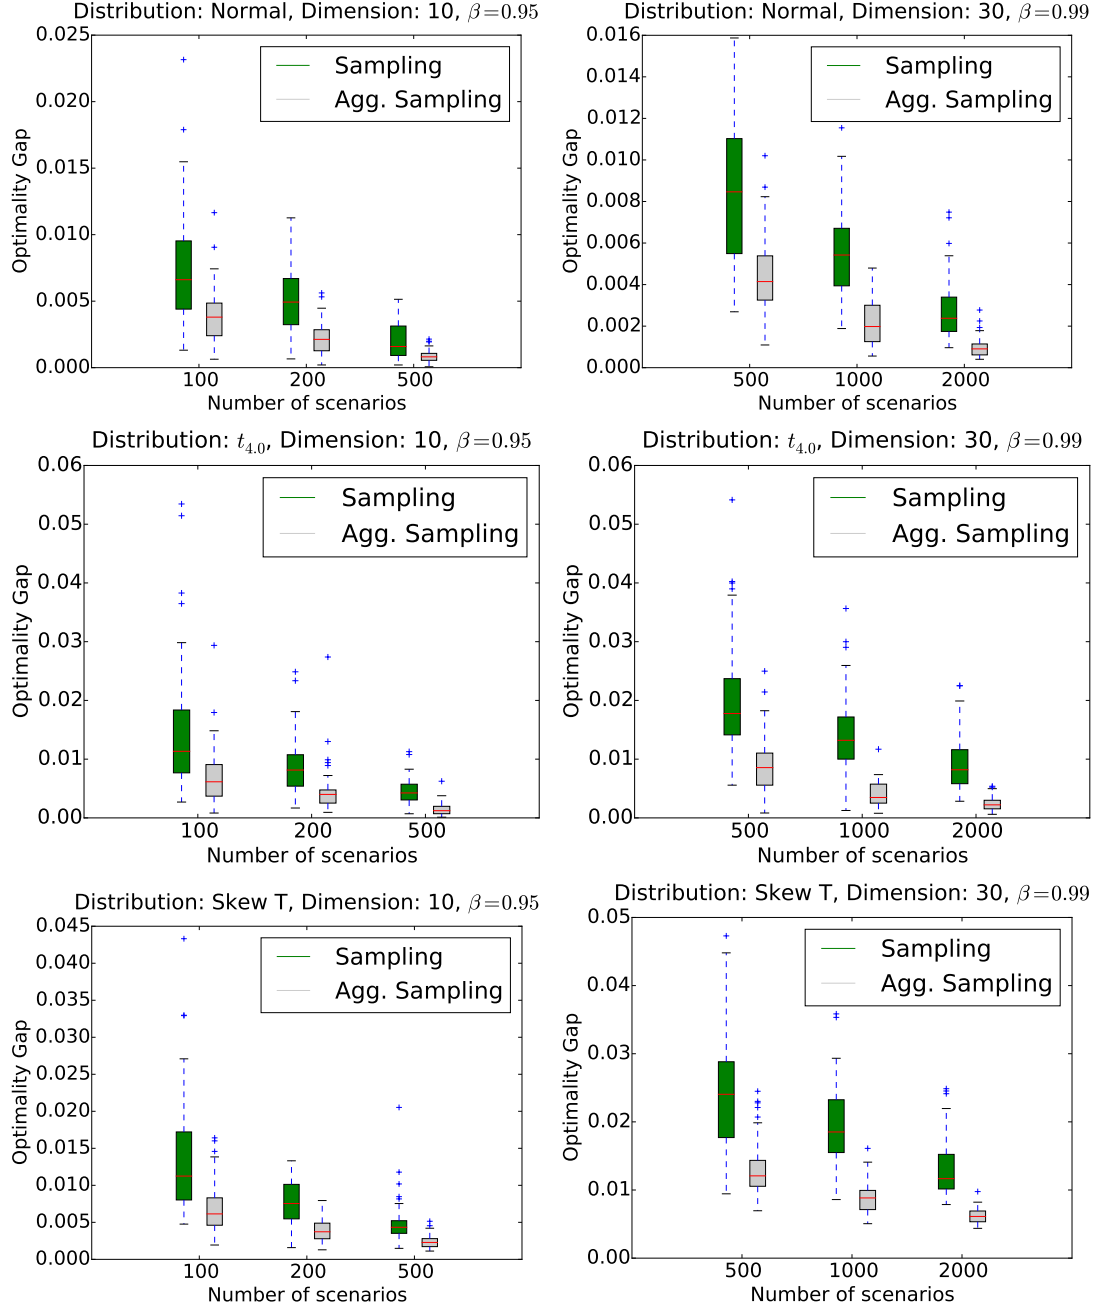 Distribution: Normal, Dimension: 10, β=0.95
Optimality Gap
0.025
0.020
0.015
0.010
0.005
0.000
Sampling
Agg. Sampling
100 200 500
Number of scenarios
Distribution: Normal, Dimension: 30, β=0.99
Optimality Gap
0.016
0.014
0.012
0.010
0.008
0.006
0.004
0.002
0.000
Sampling
Agg. Sampling
500 1000 2000
Number of scenarios
Distribution: t4.0, Dimension: 10, β=0.95
Optimality Gap
0.06
0.05
0.04
0.03
0.02
0.01
0.00
Sampling
Agg. Sampling
100 200 500
Number of scenarios
Distribution: t4.0, Dimension: 30, β=0.99
Optimality Gap
0.06
0.05
0.04
0.03
0.02
0.01
0.00
Sampling
Agg. Sampling
500 1000 2000
Number of scenarios
Distribution: Skew T, Dimension: 10, β=0.95
Optimality Gap
0.045
0.040
0.035
0.030
0.025
0.020
0.015
0.010
0.005
0.000
Sampling
Agg. Sampling
100 200 500
Number of scenarios
Distribution: Skew T, Dimension: 30, β=0.99
Optimality Gap
0.05
0.04
0.03
0.02
0.01
0.00
Sampling
Agg. Sampling
500 1000 2000
Number of scenarios